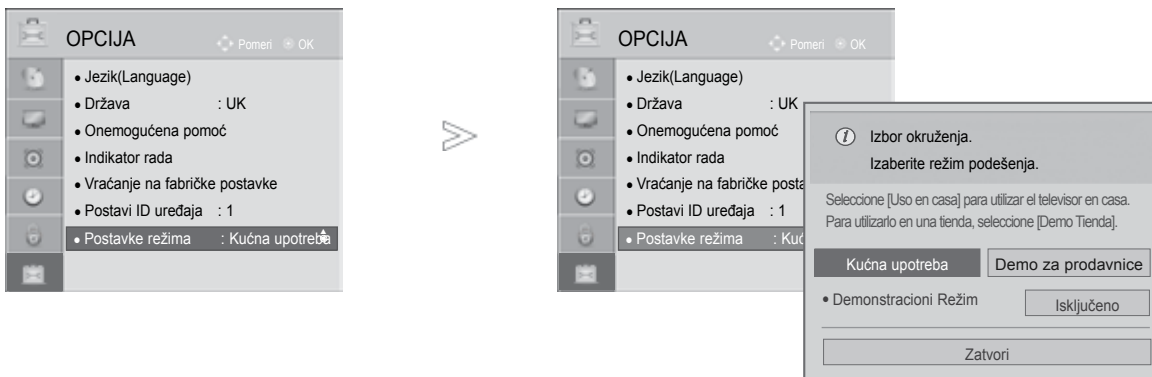 OPCIJA
Pomeri OK
• Jezik(Language)
• Država : UK
• Onemogućena pomoć
• Indikator rada
• Vraćanje na fabričke postavke
• Postavi ID uređaja : 1
• Postavke režima : Kućna upotreba
OPCIJA
Pomeri OK
• Jezik(Language)
• Država : UK
• Onemogućena pomoć
• Indikator rada
• Vraćanje na fabričke posta
• Postavi ID uređaja : 1
• Postavke režima : Kuć
Izbor okruženja.
Izaberite režim podešenja.
Seleccione [Uso en casa] para utilizar el televisor en casa.
Para utilizarlo en una tienda, seleccione [Demo Tienda].
Kućna upotreba Demo za prodavnice
• Demonstracioni Režim Isključeno
Zatvori